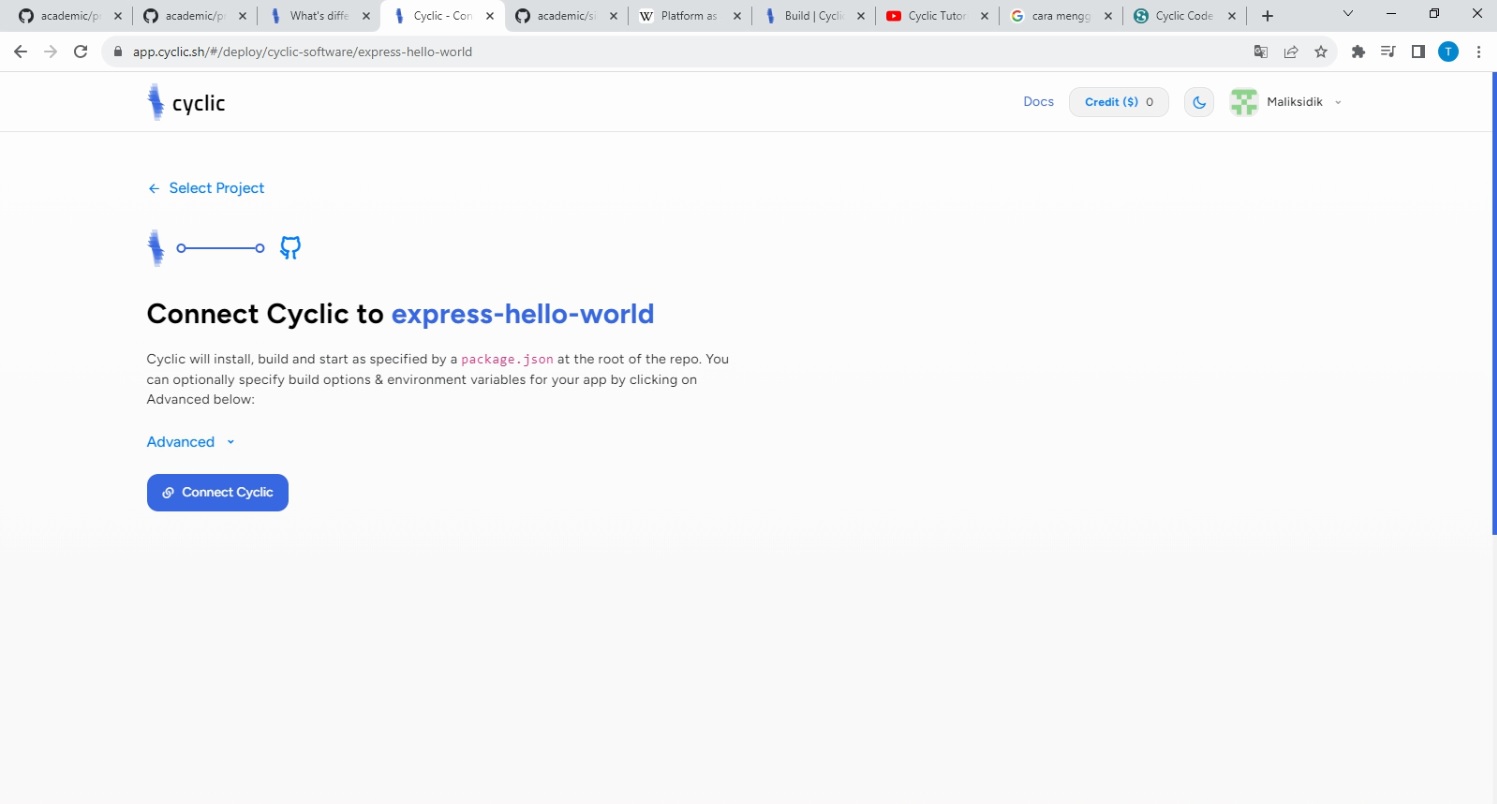 academic/pr
academic/pr
What's diffe
Cyclic - Con
academic/si
Platform as
Build | Cycli
Cyclic Tutor
cara mengg
Cyclic Code
app.cyclic.sh/#/deploy/cyclic-software/express-hello-world
T
cyclic
Docs
Credit ($) 0
Maliksidik
← Select Project
Connect Cyclic to express-hello-world
Cyclic will install, build and start as specified by a package.json at the root of the repo. You
can optionally specify build options & environment variables for your app by clicking on
Advanced below:
Advanced
Connect Cyclic